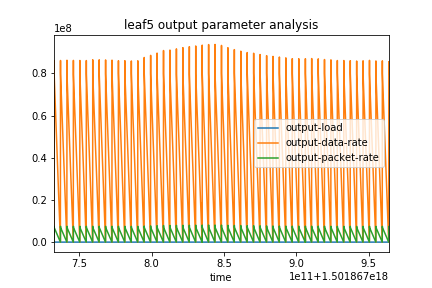 leaf5 output parameter analysis
1e8
0.8
0.6
0.4
0.2
0.0
output-load
output-data-rate
output-packet-rate
7.5 8.0 8.5 9.0 9.5
time
1e11+1.501867e18